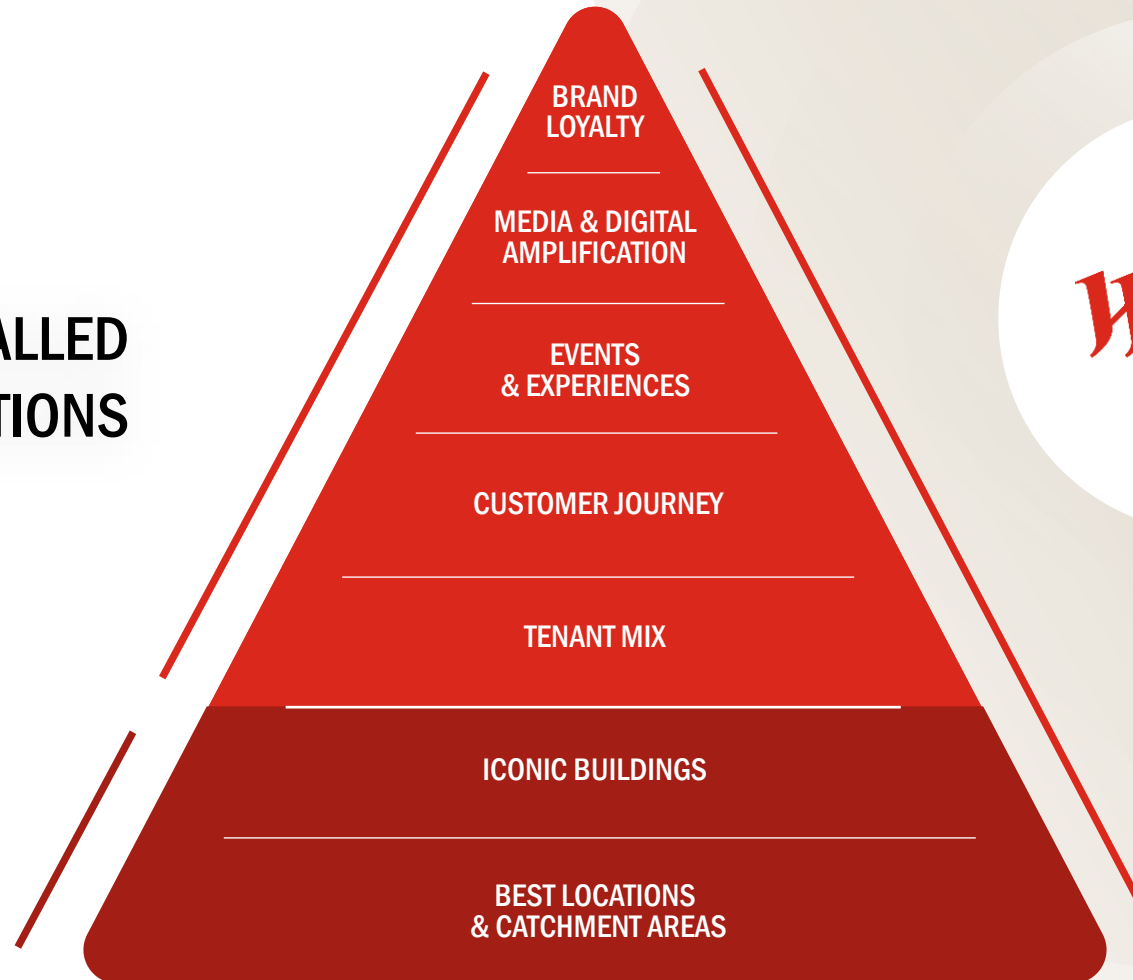 BRAND
LOYALTY
MEDIA & DIGITAL
AMPLIFICATION
ALLED
TIONS
EVENTS
& EXPERIENCES
CUSTOMER JOURNEY
TENANT MIX
ICONIC BUILDINGS
BEST LOCATIONS
& CATCHMENT AREAS